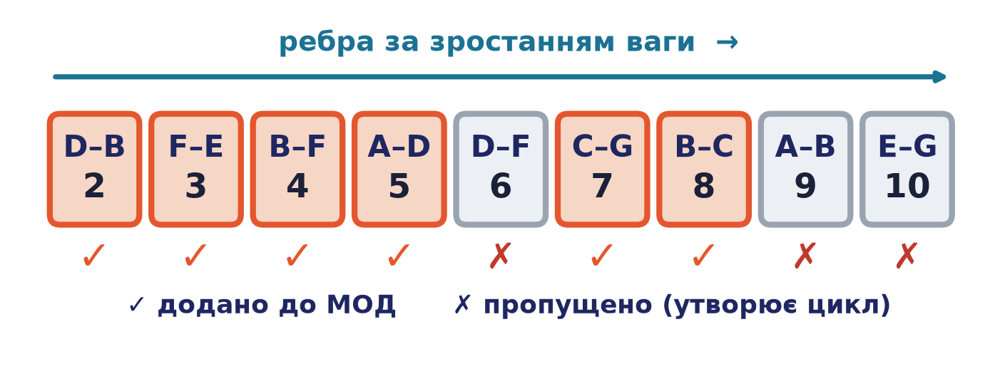 ребра за зростанням ваги →
D–B F–E B–F A–D D–F C–G B–C A–B E–G
2 3 4 5 6 7 8 9 10
✓ ✓ ✓ ✓ ✗ ✓ ✓ ✗ ✗
✓ додано до МОД ✗ пропущено (утворює цикл)